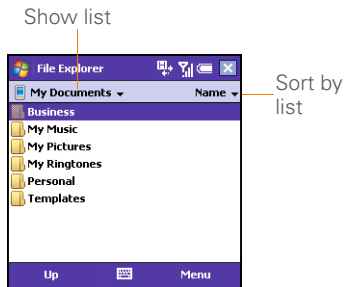 Show list
File Explorer
My Documents Name
Sort by
list
Business
My Music
My Pictures
My Ringtones
Personal
Templates
Up Menu